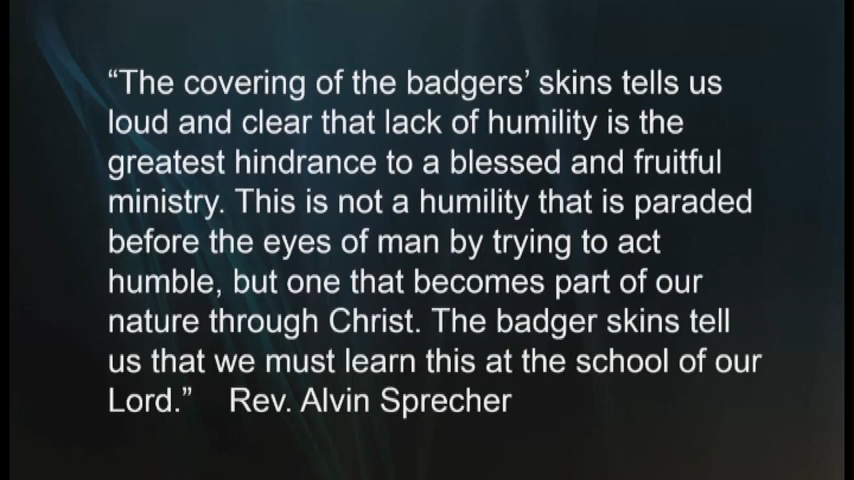 “The covering of the badgers’ skins tells us
loud and clear that lack of humility is the
greatest hindrance to a blessed and fruitful
ministry. This is not a humility that is paraded
before the eyes of man by trying to act
humble, but one that becomes part of our
nature through Christ. The badger skins tell
us that we must learn this at the school of our
Lord.” Rev. Alvin Sprecher